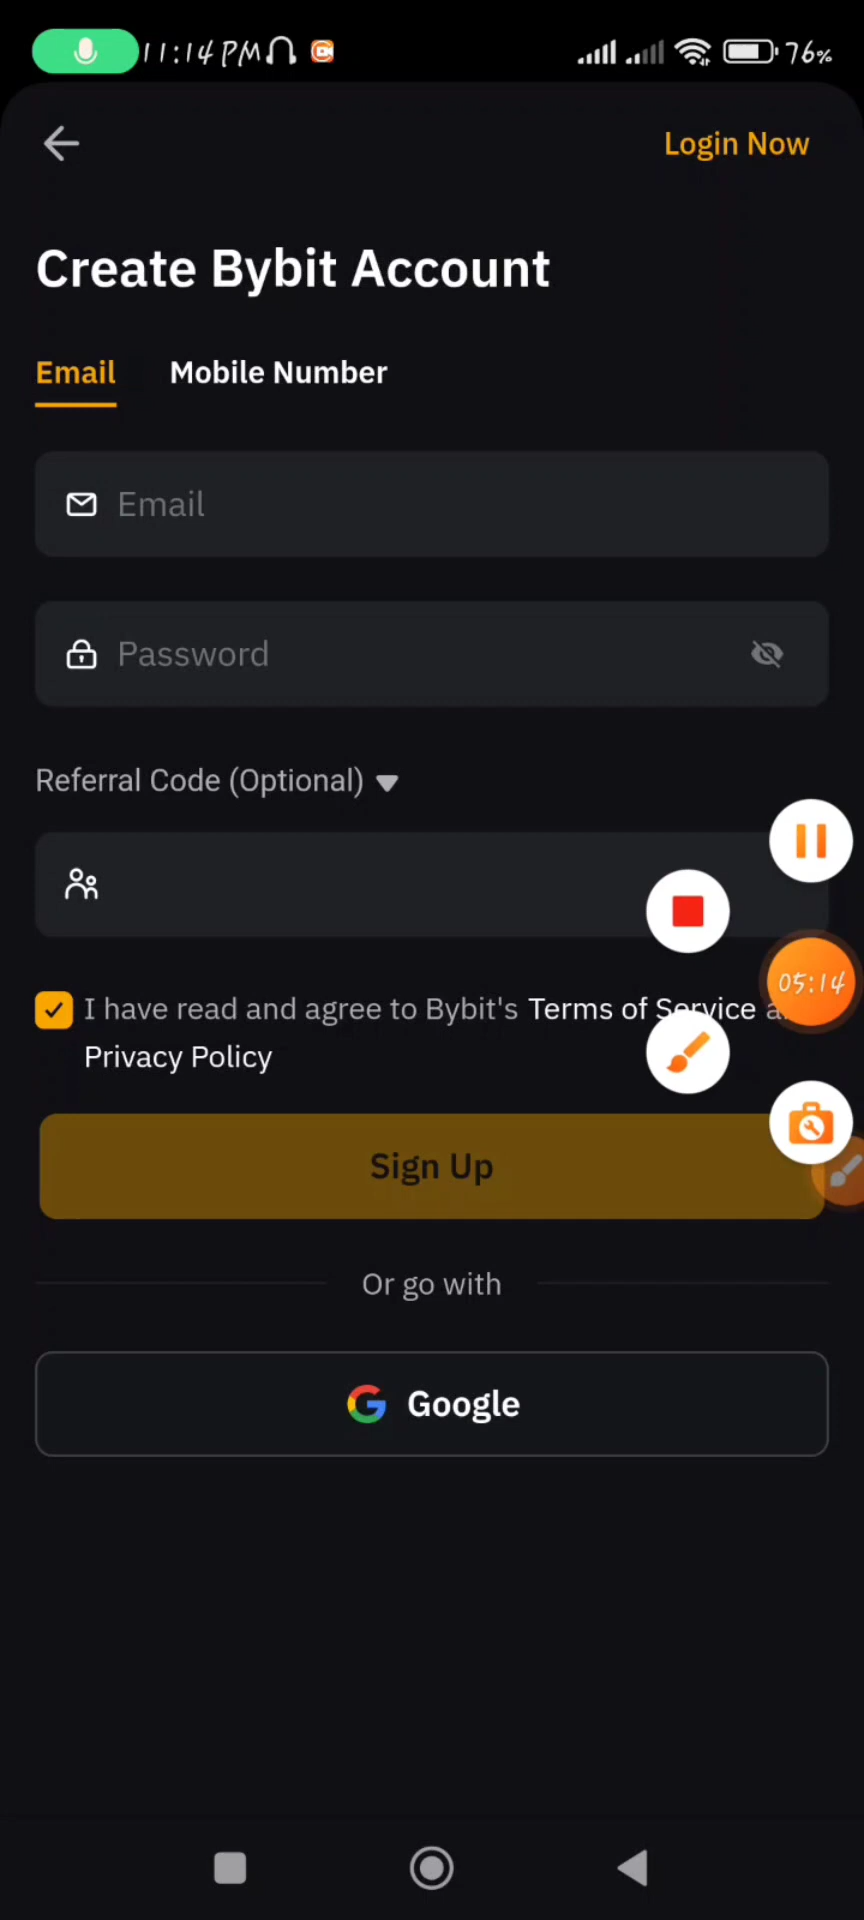 11:14 PM 76%
Login Now
Create Bybit Account
Email Mobile Number
Email
Password
Referral Code (Optional)
05:14
I have read and agree to Bybit's Terms of Service
Privacy Policy
Sign Up
Or go with
Google